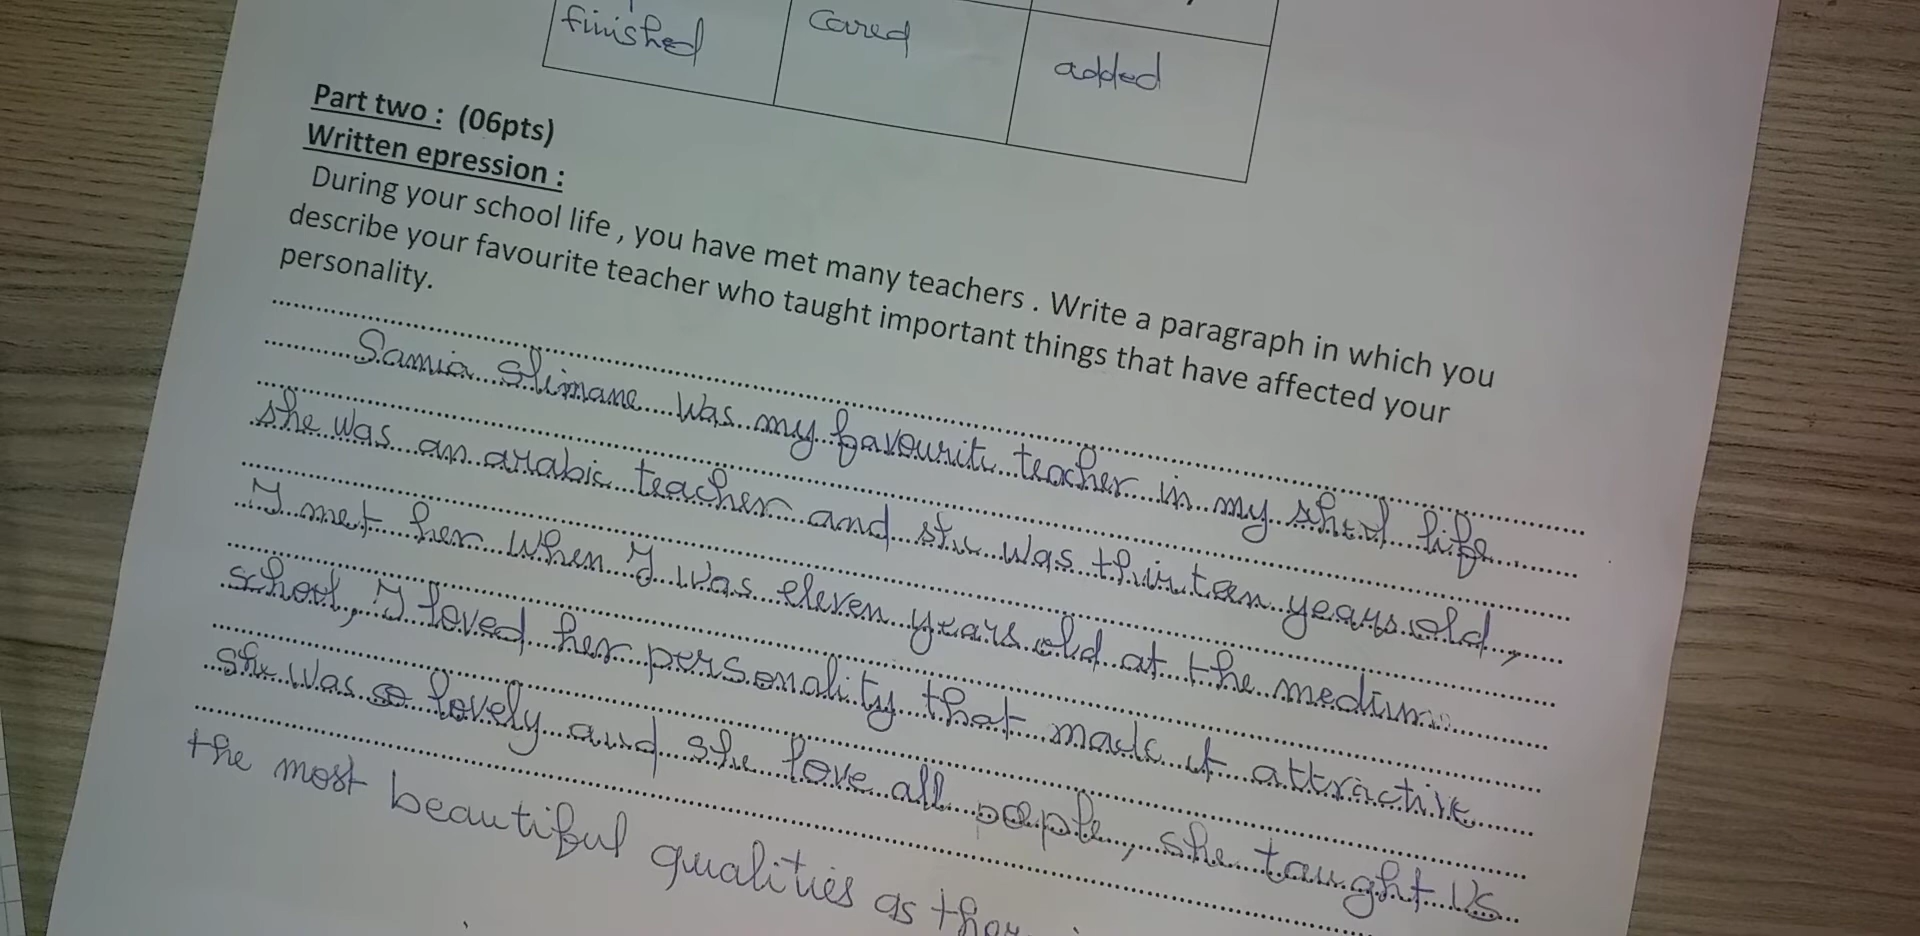 finished
cared
added
Part two : (06pts)
Written epression :
During your school life , you have met many teachers . Write a paragraph in which you
describe your favourite teacher who taught important things that have affected your
personality.
Samia Slimane was my favourite teacher in my shool life
she was an arabic teacher and she was thirteen years old,
I met her when I was eleven years old at the medium
school, I loved her personality that made it attractive
she was so lovely and she love all people, she taught us
the most beautiful qualities as